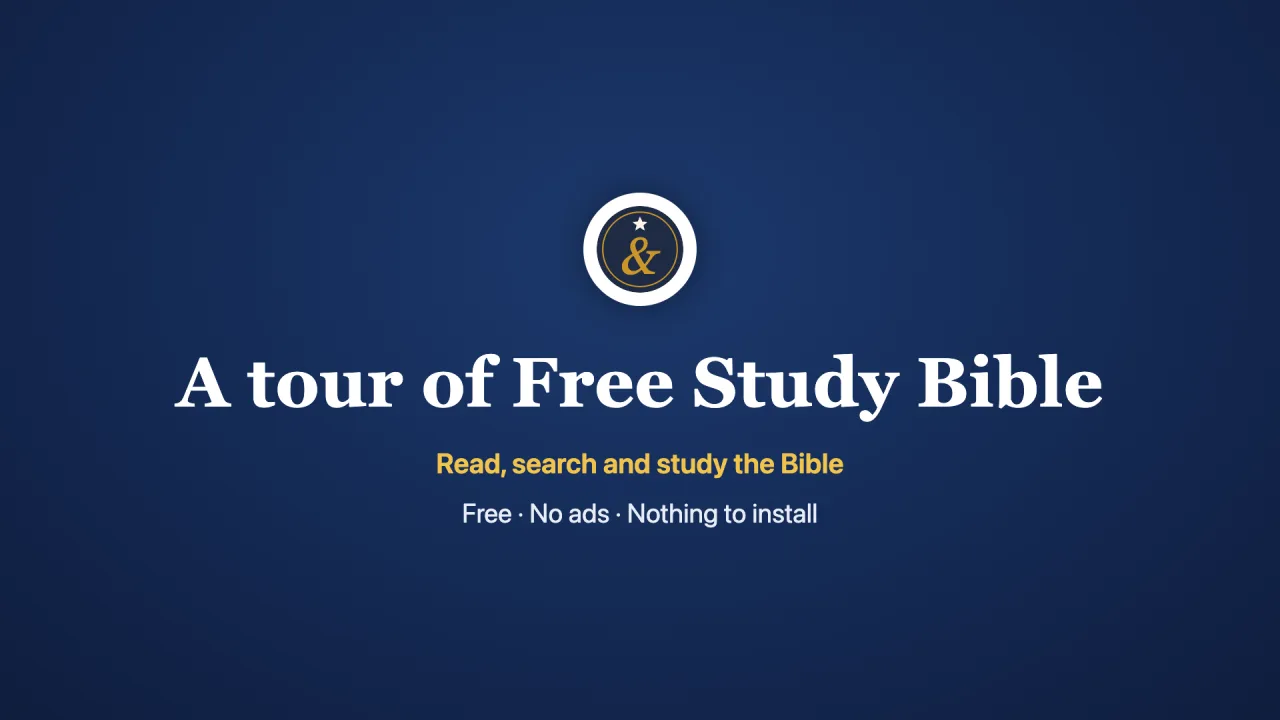 &
A tour of Free Study Bible
Read, search and study the Bible
Free · No ads · Nothing to install